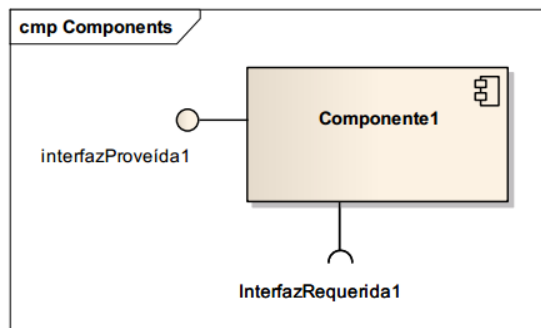 cmp Components
Componente1
interfazProveída1
InterfazRequerida1